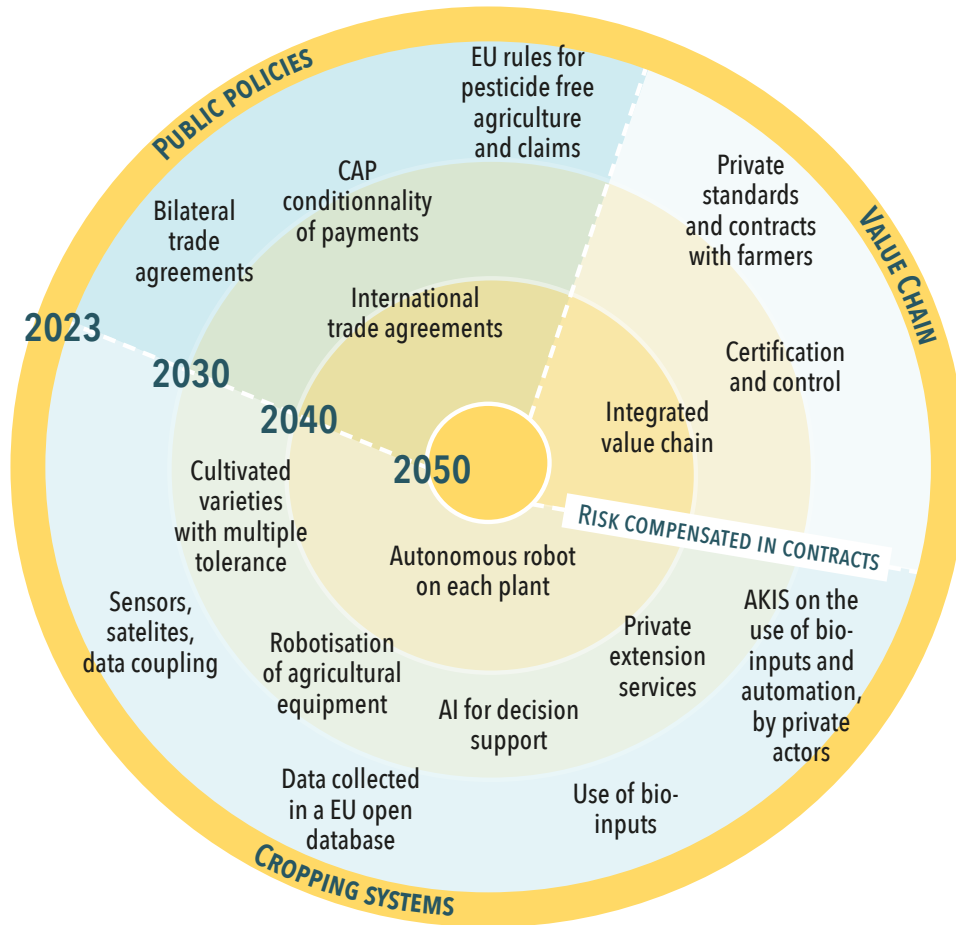 PUBLIC POLICIES
EU rules for
pesticide free
agriculture
and claims
CAP
conditionnality
of payments
Bilateral
trade
agreements
International
trade agreements
VALUE CHAIN
Private
standards
and contracts
with farmers
Certification
and control
Integrated
value chain
2023
2030
2040
2050
RISK COMPENSATED IN CONTRACTS
Cultivated
varieties
with multiple
tolerance
Autonomous robot
on each plant
Sensors,
satelites,
data coupling
Robotisation
of agricultural
equipment
AI for decision
support
Private
extension
services
AKIS on the
use of bio-
inputs and
automation,
by private
actors
Data collected
in a EU open
database
Use of bio-
inputs
CROPPING SYSTEMS